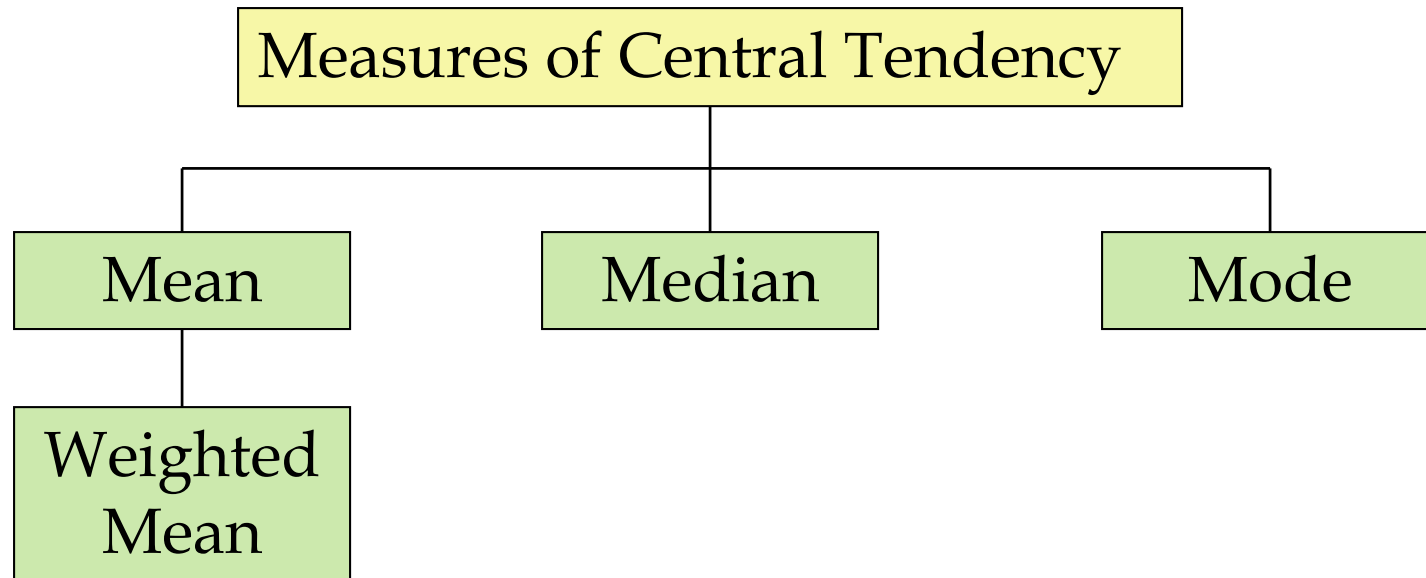 Measures of Central Tendency
Mean
Median
Mode
Weighted
Mean